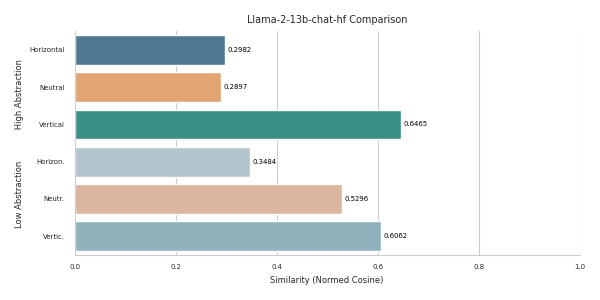 Llama-2-13b-chat-hf Comparison
High Abstraction
Horizontal
0.2982
Neutral
0.2897
Vertical
0.6465
Low Abstraction
Horizon.
0.3484
Neutr.
0.5296
Vertic.
0.6062
0.0 0.2 0.4 0.6 0.8 1.0
Similarity (Normed Cosine)